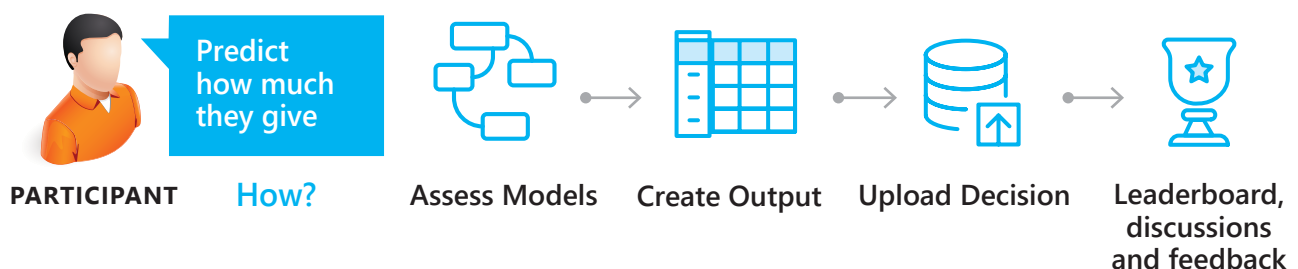 Predict
how much
they give
PARTICIPANT
How?
Assess Models
Create Output
Upload Decision
Leaderboard,
discussions
and feedback